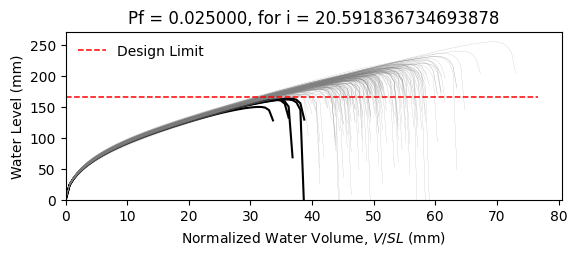 Pf = 0.025000, for i = 20.591836734693878
Water Level (mm)
250
200
150
100
50
0
Design Limit
0 10 20 30 40 50 60 70 80
Normalized Water Volume, V/SL (mm)